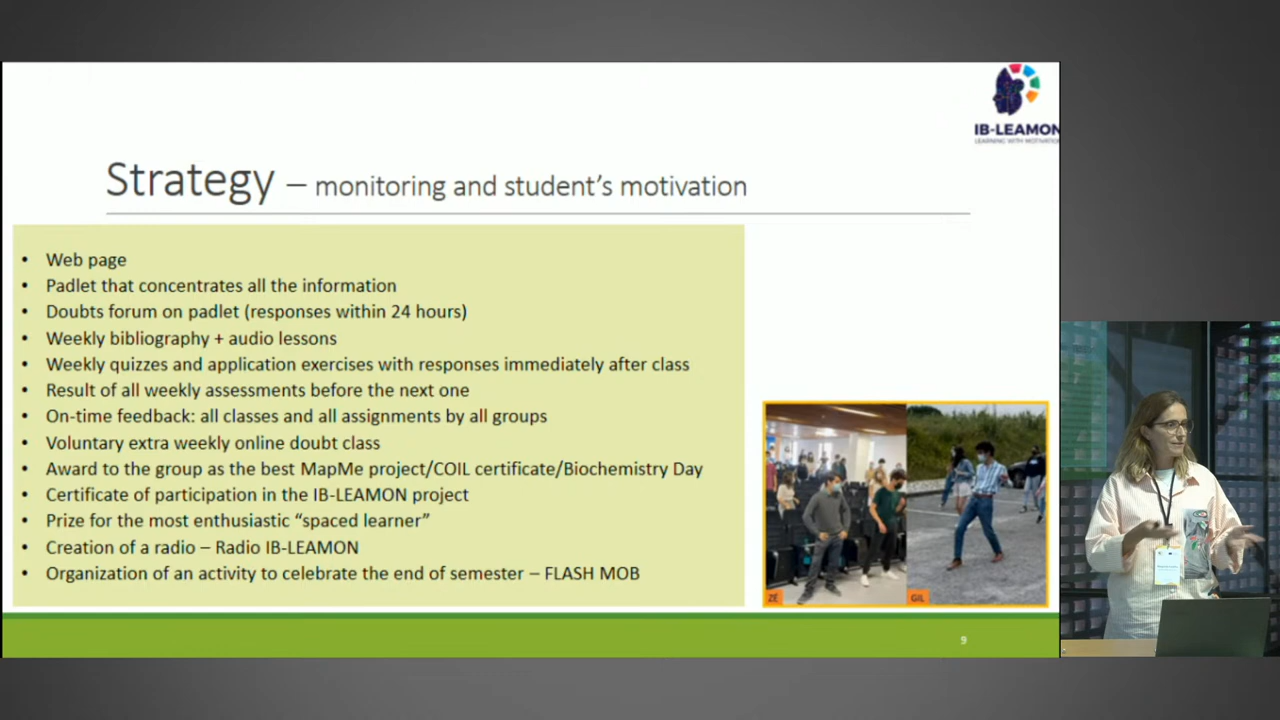 IB-LEAMON
LEARNING WITH MOTIVATION
Strategy – monitoring and student's motivation
• Web page
• Padlet that concentrates all the information
• Doubts forum on padlet (responses within 24 hours)
• Weekly bibliography + audio lessons
• Weekly quizzes and application exercises with responses immediately after class
• Result of all weekly assessments before the next one
• On-time feedback: all classes and all assignments by all groups
• Voluntary extra weekly online doubt class
• Award to the group as the best MapMe project/COIL certificate/Biochemistry Day
• Certificate of participation in the IB-LEAMON project
• Prize for the most enthusiastic “spaced learner”
• Creation of a radio – Radio IB-LEAMON
• Organization of an activity to celebrate the end of semester – FLASH MOB
ZÉ
GIL
9